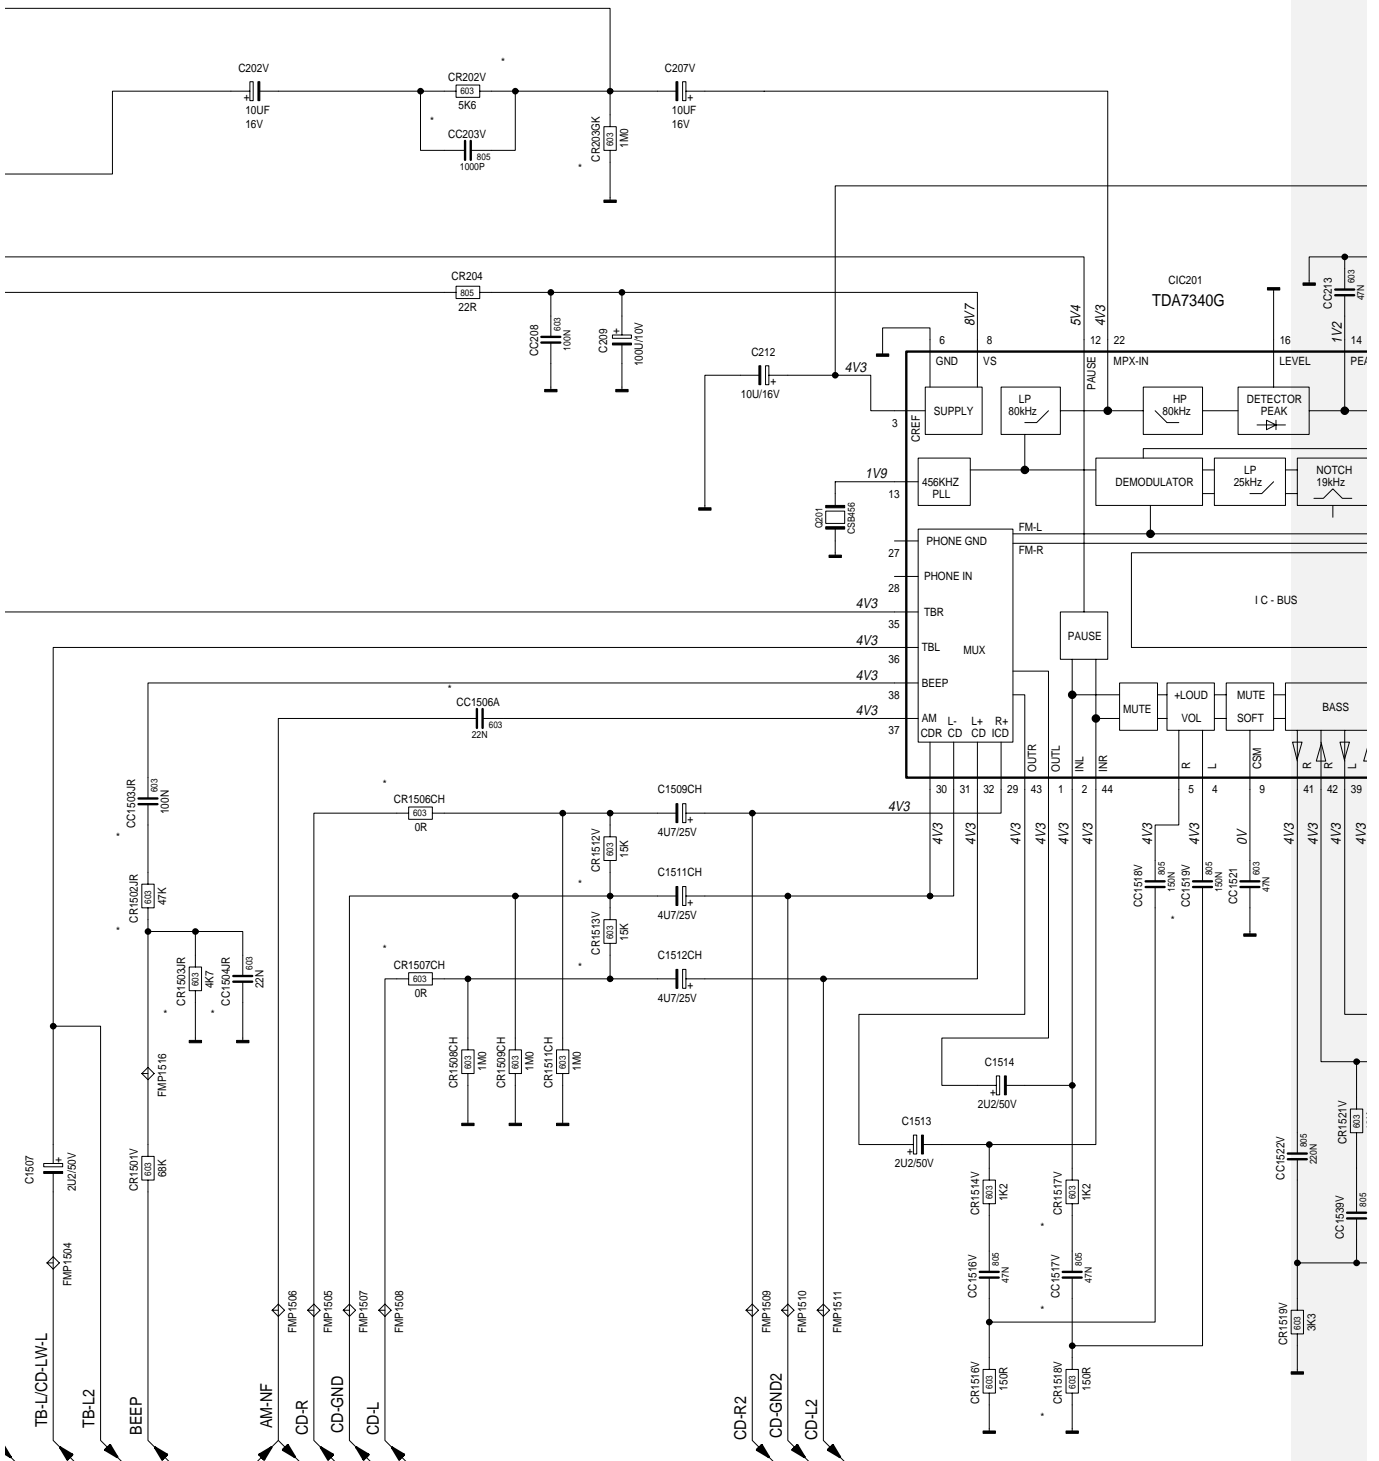 C202V
10UF
16V
CR202V
603
5K6
CC203V
805
1000P
CR203GK
603
1M0
C207V
10UF
16V
CR204
805
22R
CC208
603
100N
C209
100U/10V
8V7
5V4
4V3
CIC201
TDA7340G
CC213
603
47N
1V2
C212
10U/16V
4V3
6
8
12
22
16
14
GND
VS
PAUSE
MPX-IN
LEVEL
PEA
3
CREF
SUPPLY
LP
80kHz
HP
80kHz
DETECTOR
PEAK
1V9
13
456KHZ
PLL
DEMODULATOR
LP
25kHz
NOTCH
19kHz
Q201
CSB456
FM-L
FM-R
27
PHONE GND
28
PHONE IN
I C - BUS
4V3
35
TBR
PAUSE
4V3
36
TBL
MUX
4V3
38
BEEP
4V3
37
AM
CDR
L-
CD
L+
CD
R+
ICD
MUTE
+LOUD
VOL
MUTE
SOFT
BASS
OUTR
OUTL
INL
INR
R
L
CSM
R
R
L
30
31
32
29
43
1
2
44
5
4
9
41
42
39
CC1506A
603
22N
CC1503JR
603
100N
CR1506CH
603
0R
C1509CH
4U7/25V
4V3
4V3
4V3
4V3
4V3
4V3
4V3
4V3
4V3
0V
4V3
4V3
4V3
4V3
CR1512V
603
15K
C1511CH
4U7/25V
CR1502JR
603
47K
CR1513V
603
15K
CC1518V
805
150N
CC1519V
805
150N
CC1521
603
47N
CR1507CH
603
0R
C1512CH
4U7/25V
CR1503JR
603
4K7
CC1504JR
603
22N
CR1508CH
603
1M0
CR1509CH
603
1M0
CR1511CH
603
1M0
FMP1516
C1514
2U2/50V
C1513
2U2/50V
CR1521V
603
C1507
2U2/50V
CR1501V
603
68K
CR1514V
603
1K2
CR1517V
603
1K2
CC1522V
805
220N
CC1539V
805
FMP1504
CC1516V
805
47N
CC1517V
805
47N
FMP1506
FMP1505
FMP1507
FMP1508
FMP1509
FMP1510
FMP1511
CR1519V
603
3K3
CR1516V
603
150R
CR1518V
603
150R
TB-L/CD-LW-L
TB-L2
BEEP
AM-NF
CD-R
CD-GND
CD-L
CD-R2
CD-GND2
CD-L2